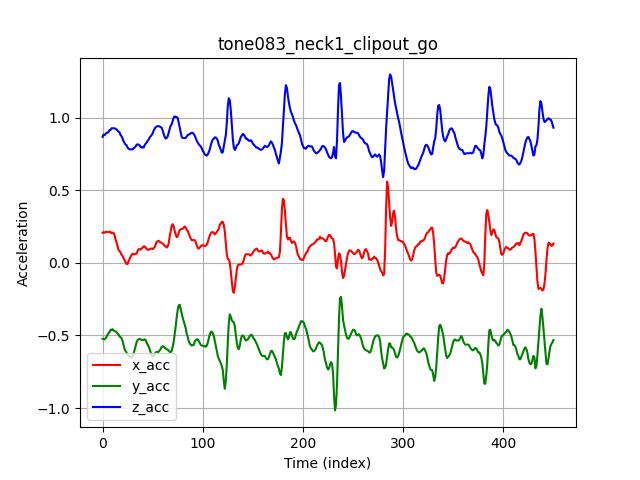 tone083_neck1_clipout_go
Acceleration
1.0
0.5
0.0
−0.5
−1.0
x_acc
y_acc
z_acc
0 100 200 300 400
Time (index)